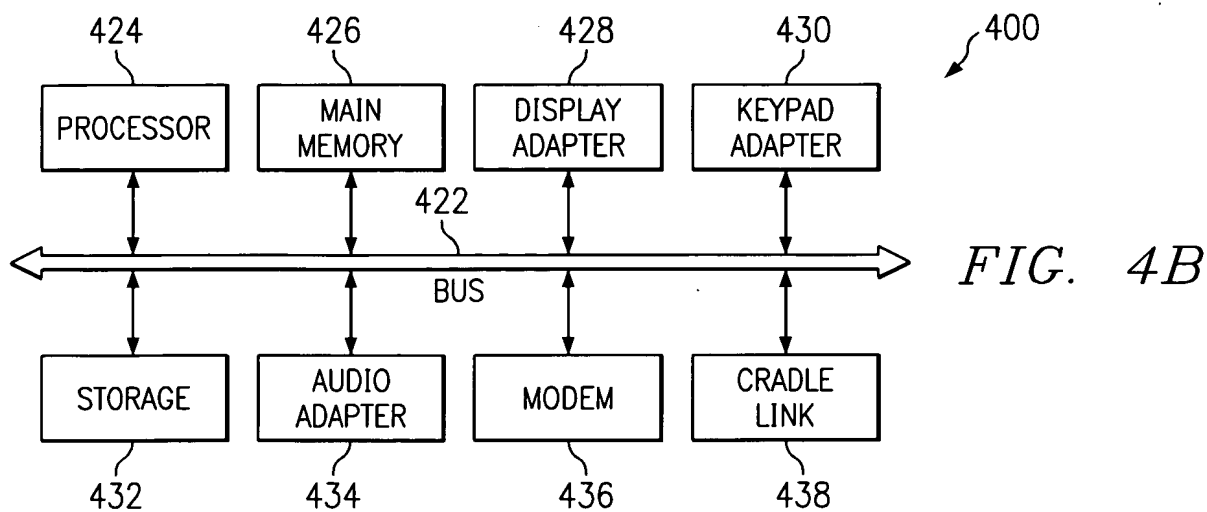 424
426
428
430
400
PROCESSOR
MAIN
MEMORY
DISPLAY
ADAPTER
KEYPAD
ADAPTER
422
BUS
FIG. 4B
STORAGE
AUDIO
ADAPTER
MODEM
CRADLE
LINK
432
434
436
438